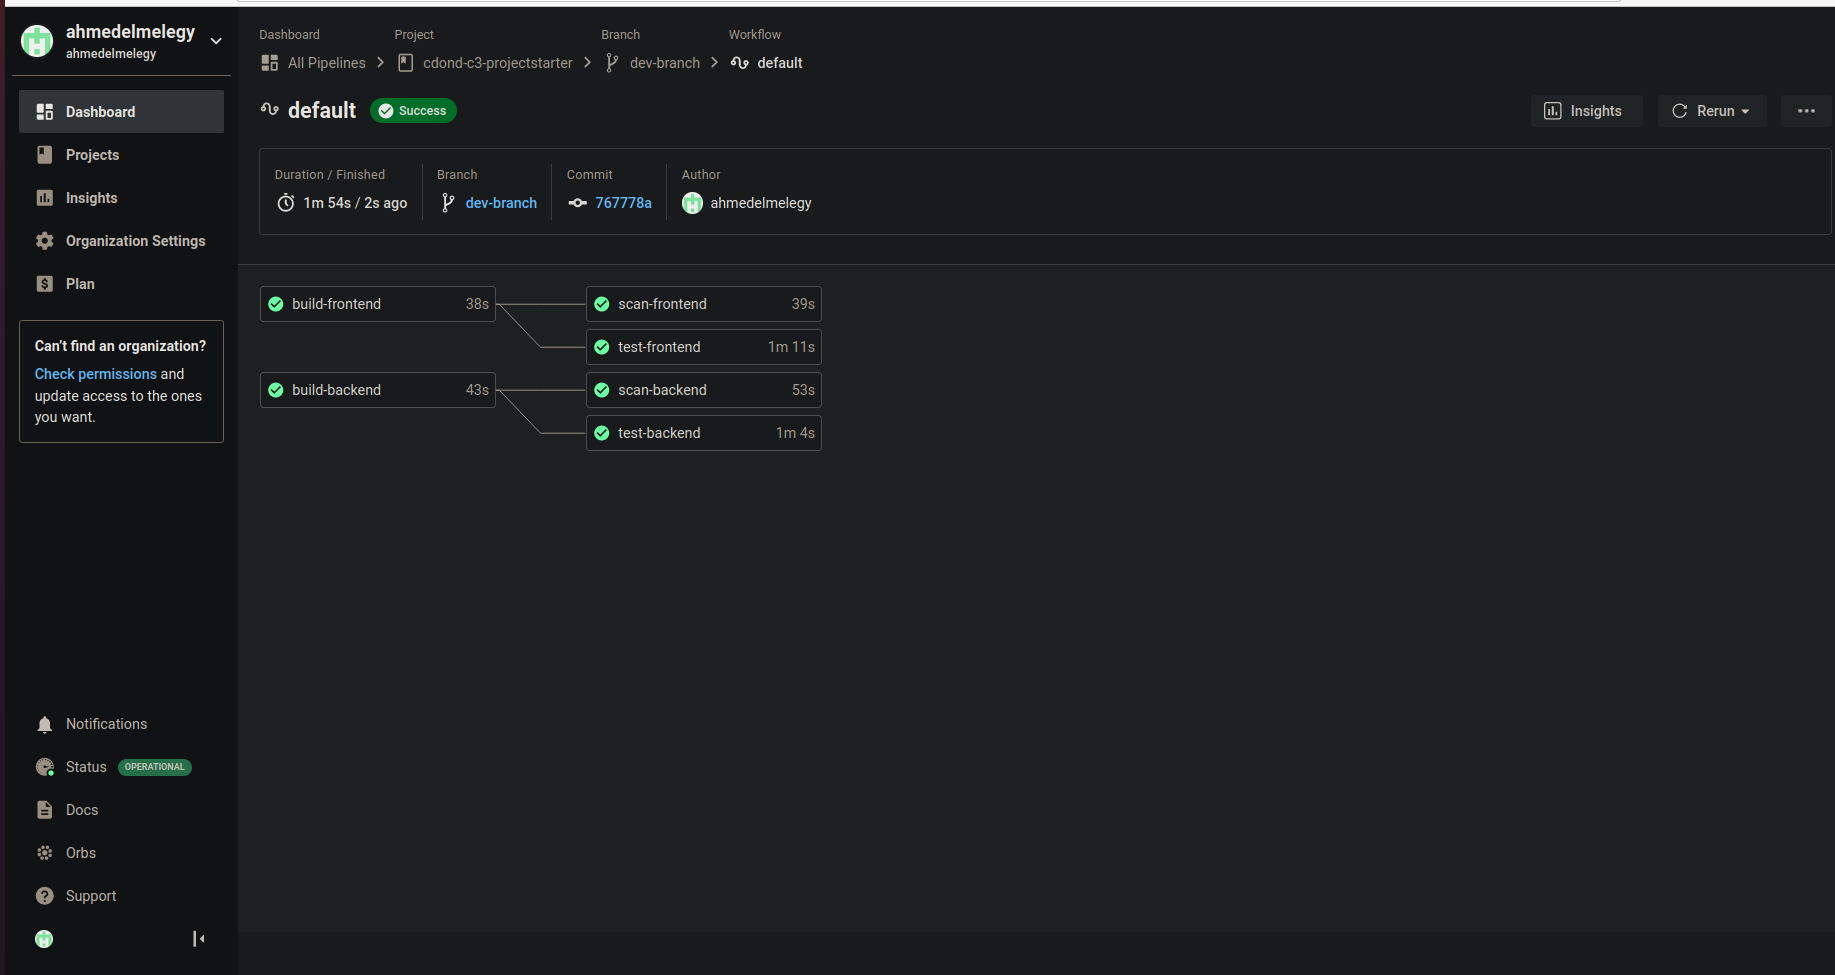 ahmedelmelegy
ahmedelmelegy
Dashboard
Projects
Insights
Organization Settings
Plan
Can't find an organization?
Check permissions and
update access to the ones
you want.
Notifications
Status OPERATIONAL
Docs
Orbs
Support
Dashboard Project Branch Workflow
All Pipelines cdond-c3-projectstarter dev-branch default
default Success
Insights Rerun
Duration / Finished Branch Commit Author
1m 54s / 2s ago dev-branch 767778a ahmedelmelegy
build-frontend 38s scan-frontend 39s
test-frontend 1m 11s
build-backend 43s scan-backend 53s
test-backend 1m 4s